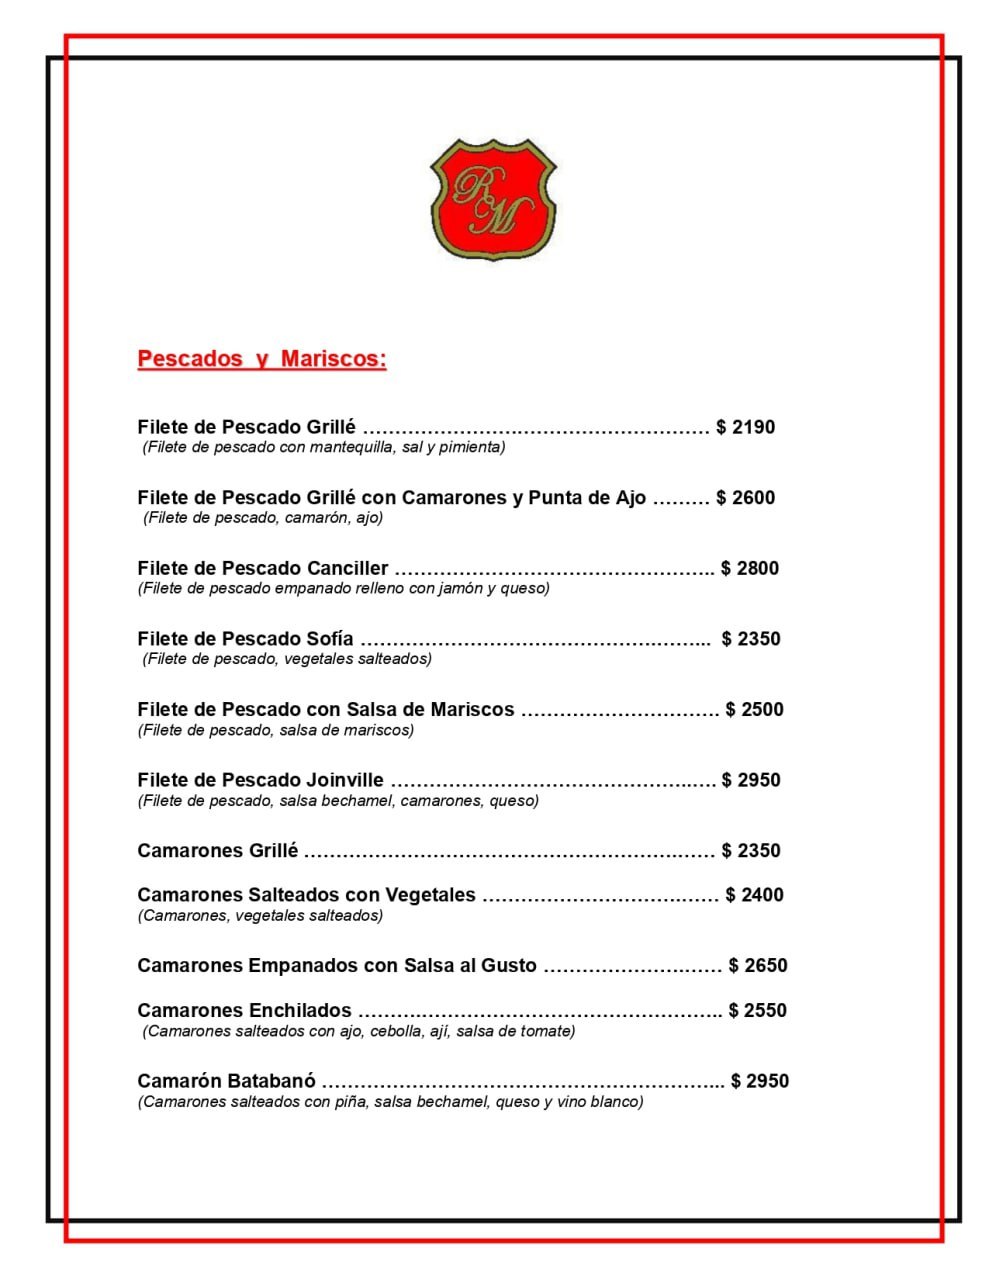 RM
Pescados y Mariscos:
Filete de Pescado Grillé ……………………………………………… $ 2190
(Filete de pescado con mantequilla, sal y pimienta)
Filete de Pescado Grillé con Camarones y Punta de Ajo ……… $ 2600
(Filete de pescado, camarón, ajo)
Filete de Pescado Canciller ………………………………………….. $ 2800
(Filete de pescado empanado relleno con jamón y queso)
Filete de Pescado Sofía ……………………………………………... $ 2350
(Filete de pescado, vegetales salteados)
Filete de Pescado con Salsa de Mariscos …………………………. $ 2500
(Filete de pescado, salsa de mariscos)
Filete de Pescado Joinville ………………………………………..…. $ 2950
(Filete de pescado, salsa bechamel, camarones, queso)
Camarones Grillé ………………………………………………….…… $ 2350
Camarones Salteados con Vegetales ………………………….…… $ 2400
(Camarones, vegetales salteados)
Camarones Empanados con Salsa al Gusto ………………….…… $ 2650
Camarones Enchilados ……………………………………………….. $ 2550
(Camarones salteados con ajo, cebolla, ají, salsa de tomate)
Camarón Batabanó ……………………………………………………... $ 2950
(Camarones salteados con piña, salsa bechamel, queso y vino blanco)